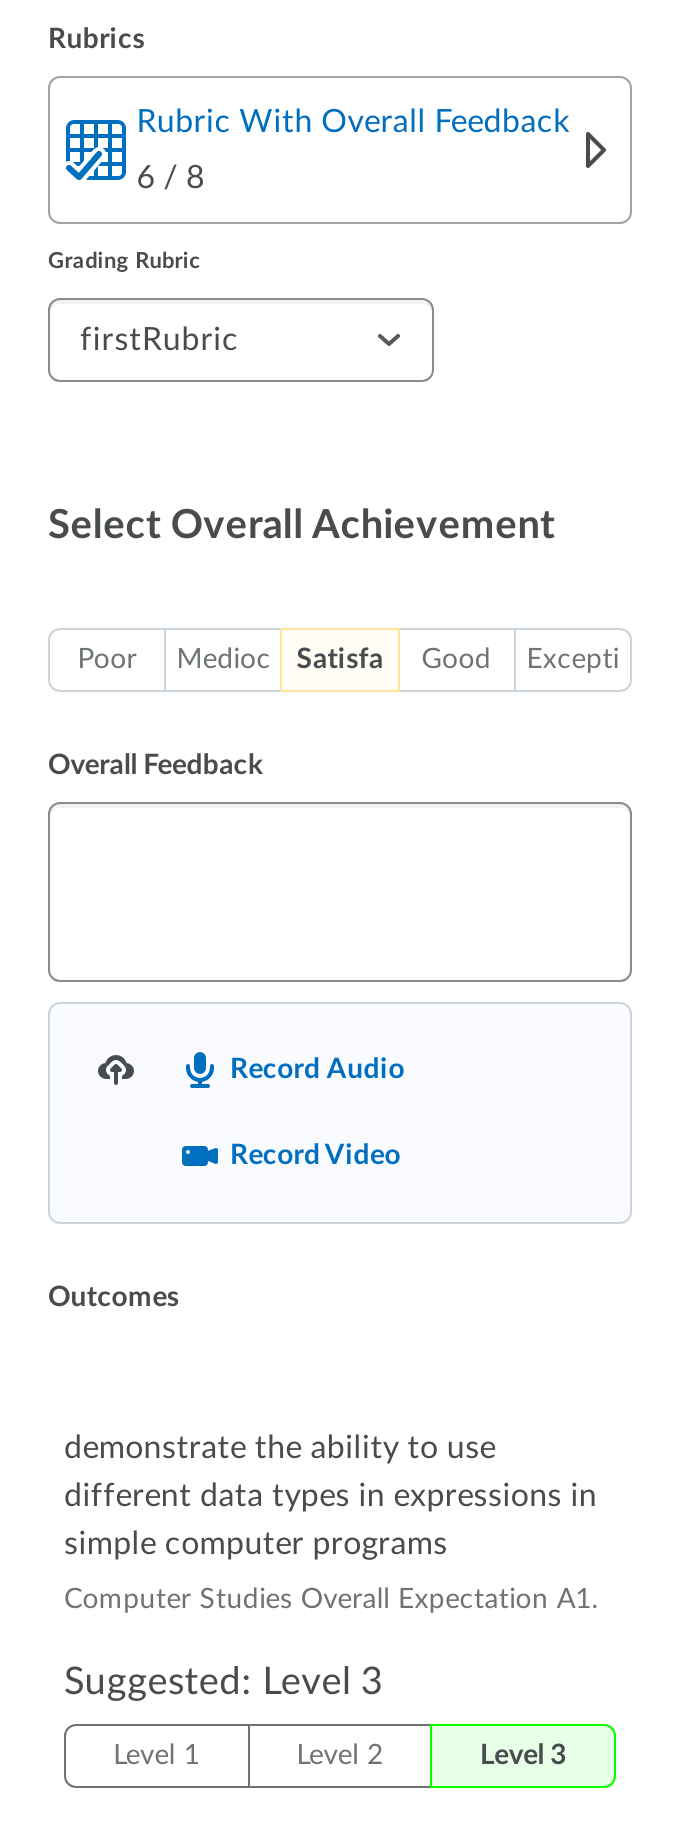 Rubrics
Rubric With Overall Feedback
6 / 8
Grading Rubric
firstRubric
Select Overall Achievement
Poor Medioc Satisfa Good Excepti
Overall Feedback
Record Audio
Record Video
Outcomes
demonstrate the ability to use
different data types in expressions in
simple computer programs
Computer Studies Overall Expectation A1.
Suggested: Level 3
Level 1 Level 2 Level 3